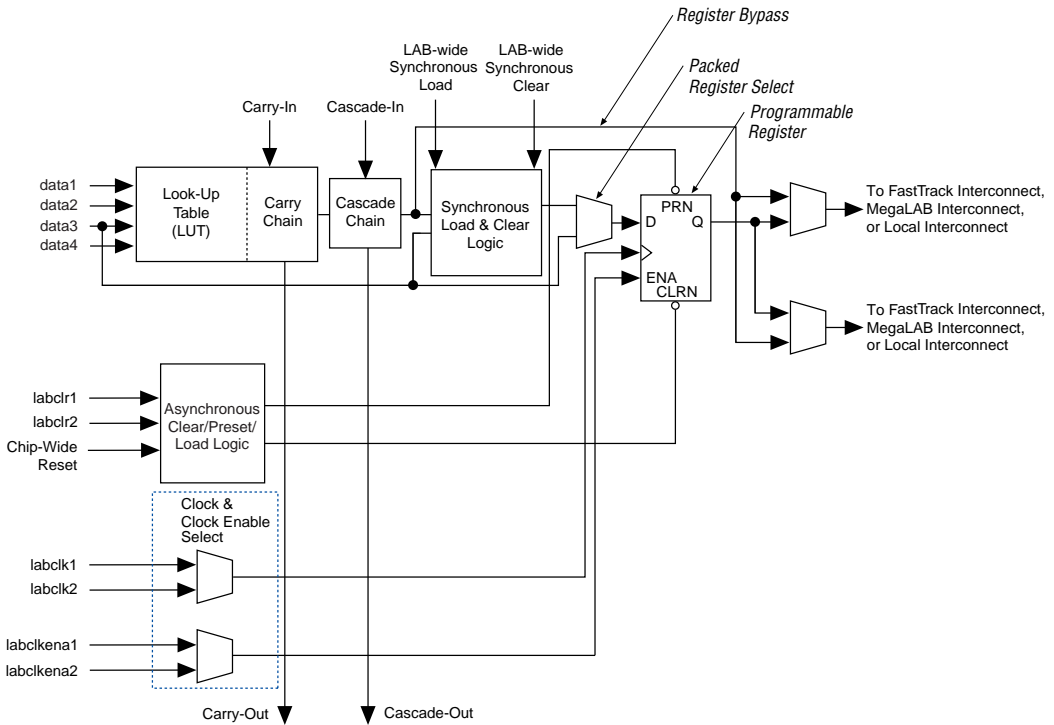 Register Bypass
Packed
Register Select
Programmable
Register
LAB-wide
Synchronous
Load
LAB-wide
Synchronous
Clear
Carry-In
Cascade-In
data1
data2
data3
data4
Look-Up
Table
(LUT)
Carry
Chain
Cascade
Chain
Synchronous
Load & Clear
Logic
PRN
D
Q
ENA
CLRN
To FastTrack Interconnect,
MegaLAB Interconnect,
or Local Interconnect
To FastTrack Interconnect,
MegaLAB Interconnect,
or Local Interconnect
labclr1
labclr2
Chip-Wide
Reset
Asynchronous
Clear/Preset/
Load Logic
Clock &
Clock Enable
Select
labclk1
labclk2
labclkena1
labclkena2
Carry-Out
Cascade-Out